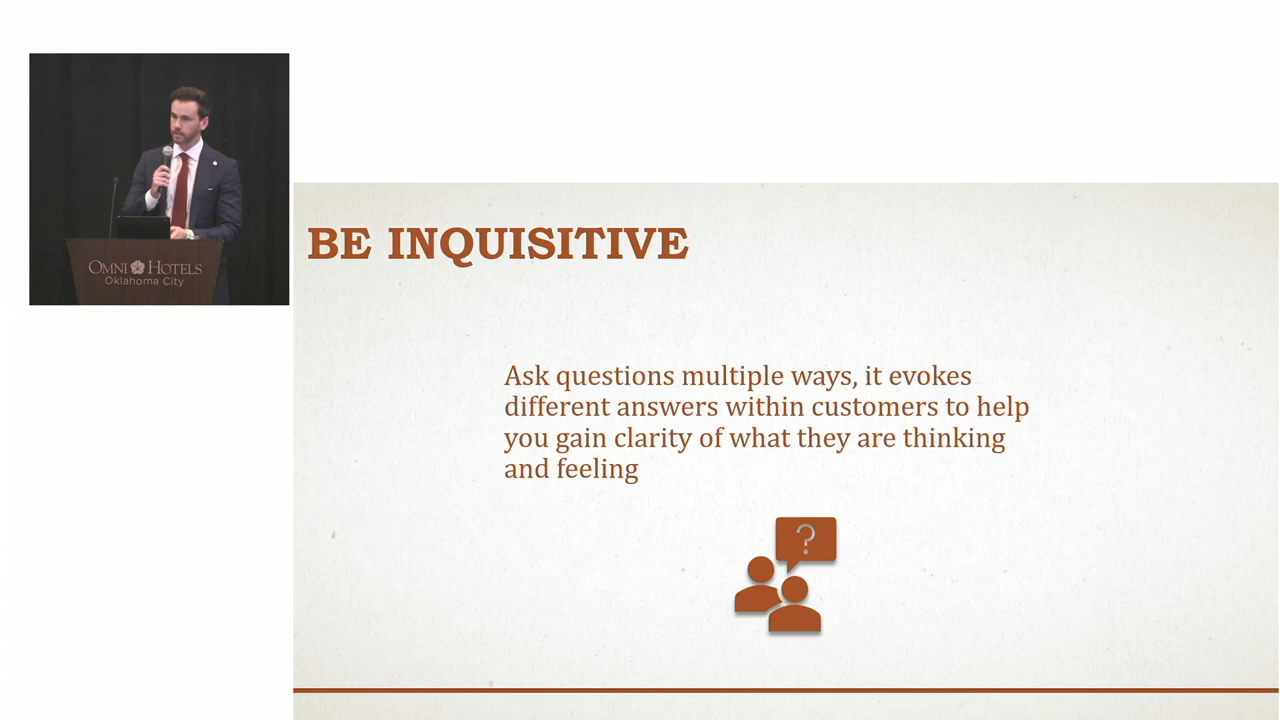 OMNI HOTELS
Oklahoma City
BE INQUISITIVE
Ask questions multiple ways, it evokes
different answers within customers to help
you gain clarity of what they are thinking
and feeling
?